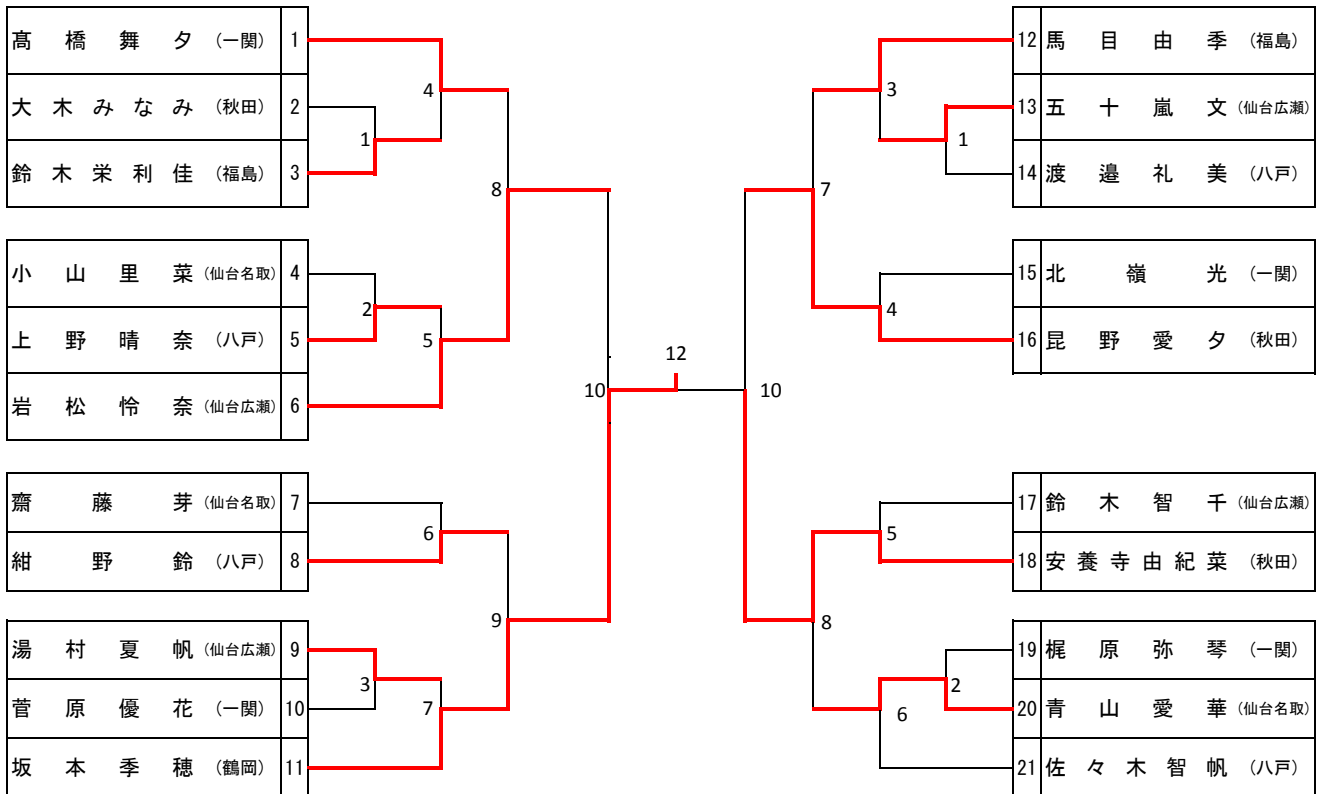 髙橋舞夕 (一関) 1
大木みなみ (秋田) 2
鈴木栄利佳 (福島) 3
小山里菜 (仙台名取) 4
上野晴奈 (八戸) 5
岩松怜奈 (仙台広瀬) 6
齋藤芽 (仙台名取) 7
紺野鈴 (八戸) 8
湯村夏帆 (仙台広瀬) 9
菅原優花 (一関) 10
坂本季穂 (鶴岡) 11
4
1
8
2
5
10
6
9
3
7
12
3
1
7
4
10
5
8
2
6
12 馬目由季 (福島)
13 五十嵐文 (仙台広瀬)
14 渡邉礼美 (八戸)
15 北嶺光 (一関)
16 昆野愛夕 (秋田)
17 鈴木智千 (仙台広瀬)
18 安養寺由紀菜 (秋田)
19 梶原弥琴 (一関)
20 青山愛華 (仙台名取)
21 佐々木智帆 (八戸)